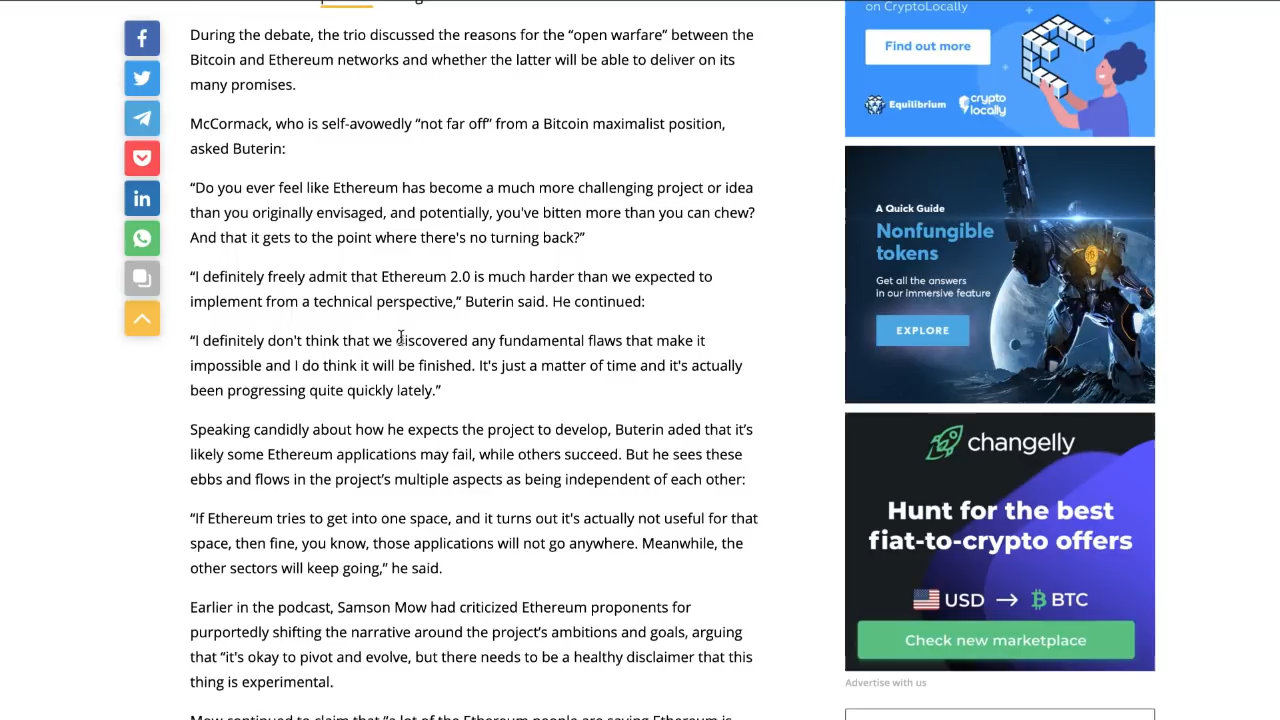 During the debate, the trio discussed the reasons for the “open warfare” between the
Bitcoin and Ethereum networks and whether the latter will be able to deliver on its
many promises.
McCormack, who is self-avowedly “not far off” from a Bitcoin maximalist position,
asked Buterin:
“Do you ever feel like Ethereum has become a much more challenging project or idea
than you originally envisaged, and potentially, you've bitten more than you can chew?
And that it gets to the point where there's no turning back?”
“I definitely freely admit that Ethereum 2.0 is much harder than we expected to
implement from a technical perspective,” Buterin said. He continued:
“I definitely don't think that we discovered any fundamental flaws that make it
impossible and I do think it will be finished. It's just a matter of time and it's actually
been progressing quite quickly lately.”
Speaking candidly about how he expects the project to develop, Buterin aded that it’s
likely some Ethereum applications may fail, while others succeed. But he sees these
ebbs and flows in the project’s multiple aspects as being independent of each other:
“If Ethereum tries to get into one space, and it turns out it's actually not useful for that
space, then fine, you know, those applications will not go anywhere. Meanwhile, the
other sectors will keep going,” he said.
Earlier in the podcast, Samson Mow had criticized Ethereum proponents for
purportedly shifting the narrative around the project’s ambitions and goals, arguing
that “it's okay to pivot and evolve, but there needs to be a healthy disclaimer that this
thing is experimental.
Mow continued to claim that “a lot of the Ethereum people are saying Ethereum is
on CryptoLocally
Find out more
Equilibrium
crypto
locally
A Quick Guide
Nonfungible
tokens
Get all the answers
in our immersive feature
EXPLORE
changelly
Hunt for the best
fiat-to-crypto offers
USD → BTC
Check new marketplace
Advertise with us